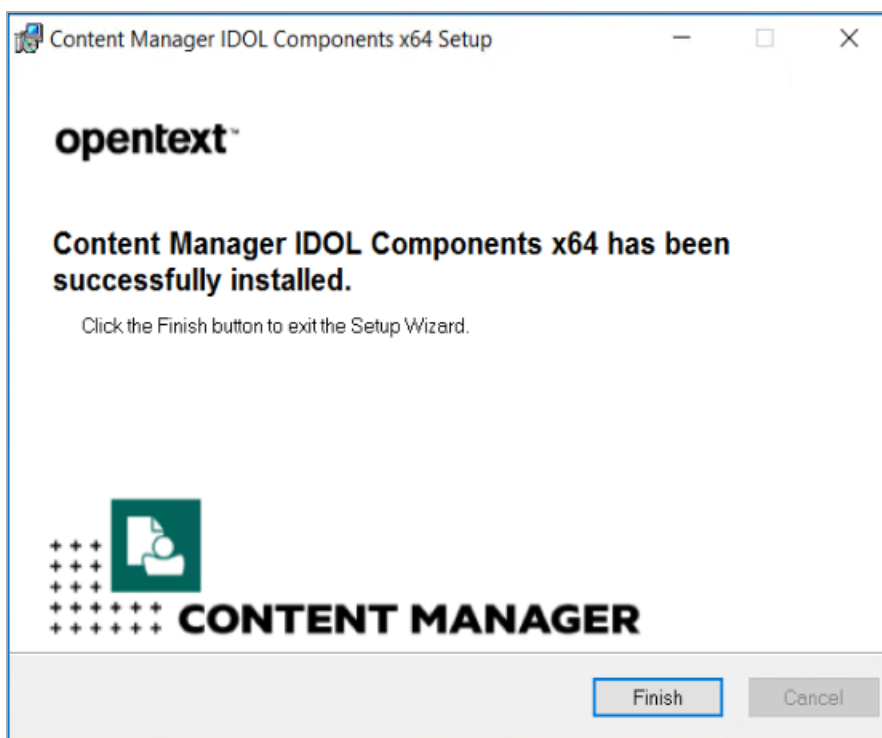 Content Manager IDOL Components x64 Setup
opentext™
Content Manager IDOL Components x64 has been
successfully installed.
Click the Finish button to exit the Setup Wizard.
CONTENT MANAGER
Finish Cancel